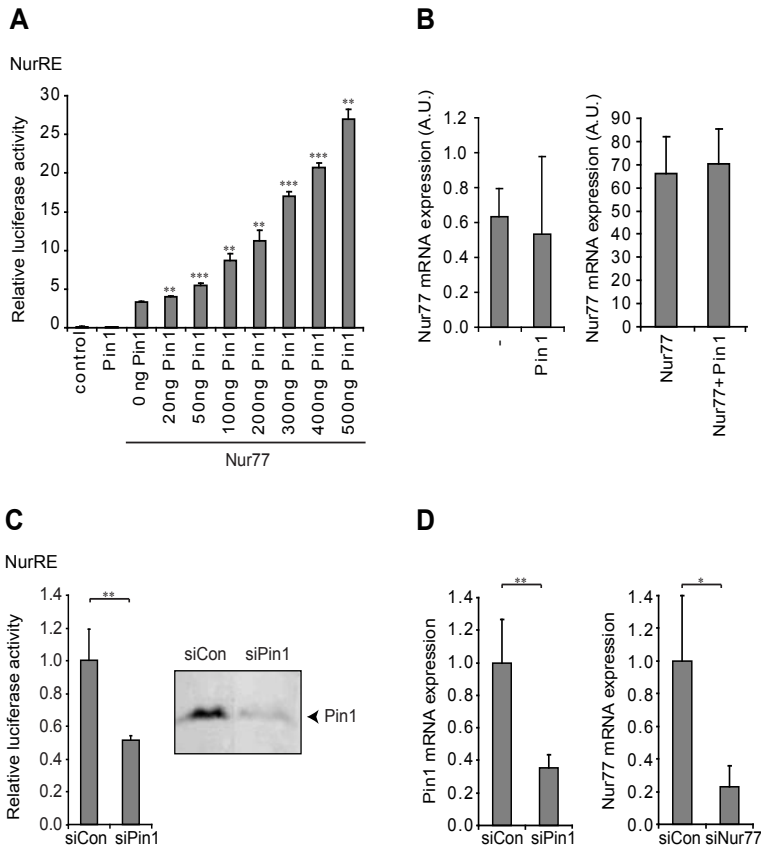 A
NurRE
Relative luciferase activity
30
25
20
15
10
5
0
**
***
**
**
***
***
**
control
Pin1
0 ng Pin1
20ng Pin1
50ng Pin1
100ng Pin1
200ng Pin1
300ng Pin1
400ng Pin1
500ng Pin1
Nur77
B
Nur77 mRNA expression (A.U.)
1.2
1.0
0.8
0.6
0.4
0.2
0.0
-
Pin1
Nur77 mRNA expression (A.U.)
90
80
70
60
50
40
30
20
10
0
Nur77
Nur77+Pin1
C
NurRE
Relative luciferase activity
1.4
1.2
1.0
0.8
0.6
0.4
0.2
0.0
**
siCon siPin1
siCon siPin1
Pin1
D
Pin1 mRNA expression
1.4
1.2
1.0
0.8
0.6
0.4
0.2
0.0
**
siCon siPin1
Nur77 mRNA expression
1.4
1.2
1.0
0.8
0.6
0.4
0.2
0.0
*
siCon siNur77